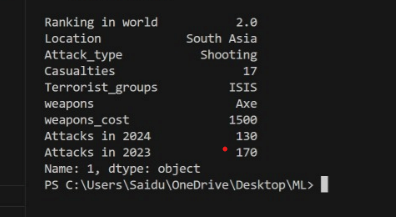 Ranking in world 2.0
Location South Asia
Attack_type Shooting
Casualties 17
Terrorist_groups ISIS
weapons Axe
weapons_cost 1500
Attacks in 2024 130
Attacks in 2023 170
Name: 1, dtype: object
PS C:\Users\Saidu\OneDrive\Desktop\ML>